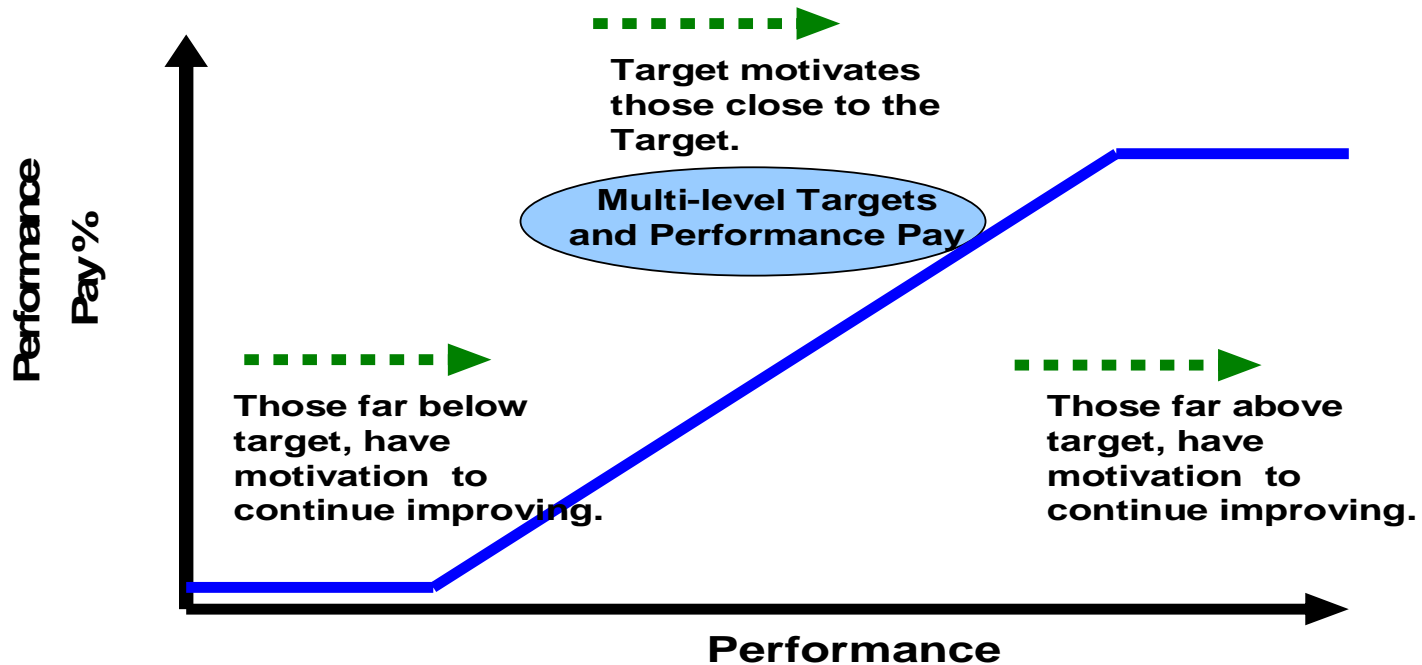 Target motivates
those close to the
Target.
Multi-level Targets
and Performance Pay
Performance
Pay %
Those far below
target, have
motivation to
continue improving.
Those far above
target, have
motivation to
continue improving.
Performance